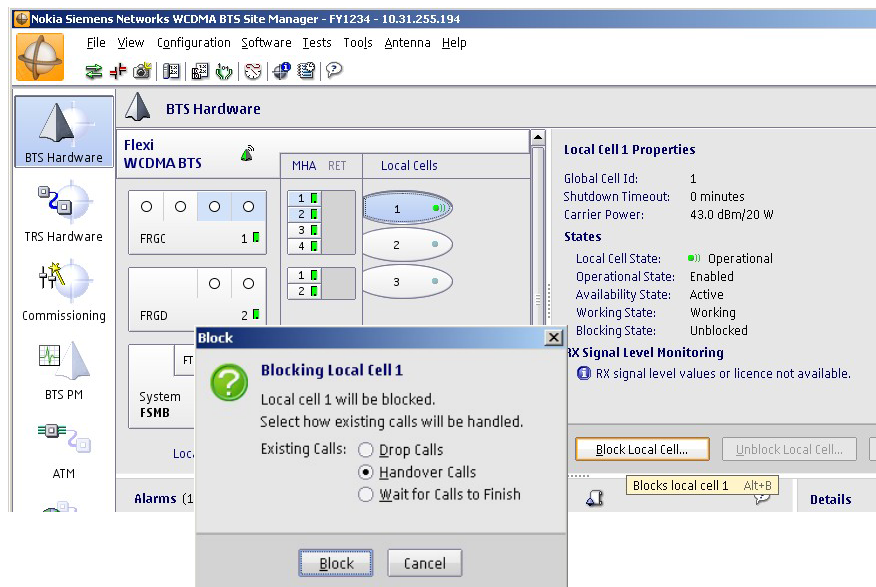 Nokia Siemens Networks WCDMA BTS Site Manager - FY1234 - 10.31.255.194
File View Configuration Software Tests Tools Antenna Help
BTS Hardware
TRS Hardware
Commissioning
BTS PM
ATM
BTS Hardware
Flexi
WCDMA BTS
MHA RET Local Cells
FRGC 1
1
2
3
4
FRGD 2
1
2
1
2
3
System
FSMB
FT
Loc
Alarms (1
Local Cell 1 Properties
Global Cell Id: 1
Shutdown Timeout: 0 minutes
Carrier Power: 43.0 dBm/20 W
States
Local Cell State: Operational
Operational State: Enabled
Availability State: Active
Working State: Working
Blocking State: Unblocked
RX Signal Level Monitoring
RX signal level values or licence not available.
Block Local Cell... Unblock Local Cell...
Blocks local cell 1 Alt+B
Details
Block
Blocking Local Cell 1
Local cell 1 will be blocked.
Select how existing calls will be handled.
Existing Calls: Drop Calls
Handover Calls
Wait for Calls to Finish
Block Cancel